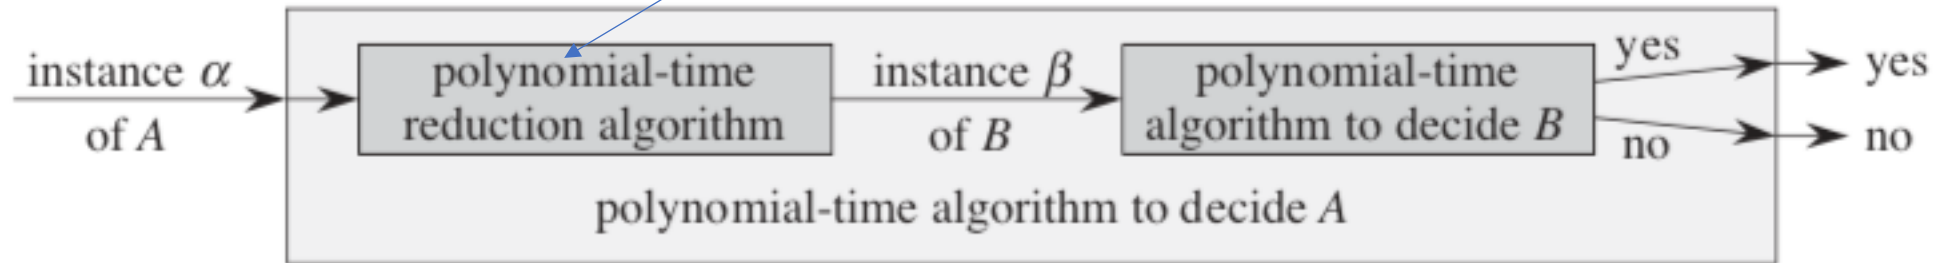 instance α
of A
polynomial-time
reduction algorithm
instance β
of B
polynomial-time
algorithm to decide B
yes
no
yes
no
polynomial-time algorithm to decide A